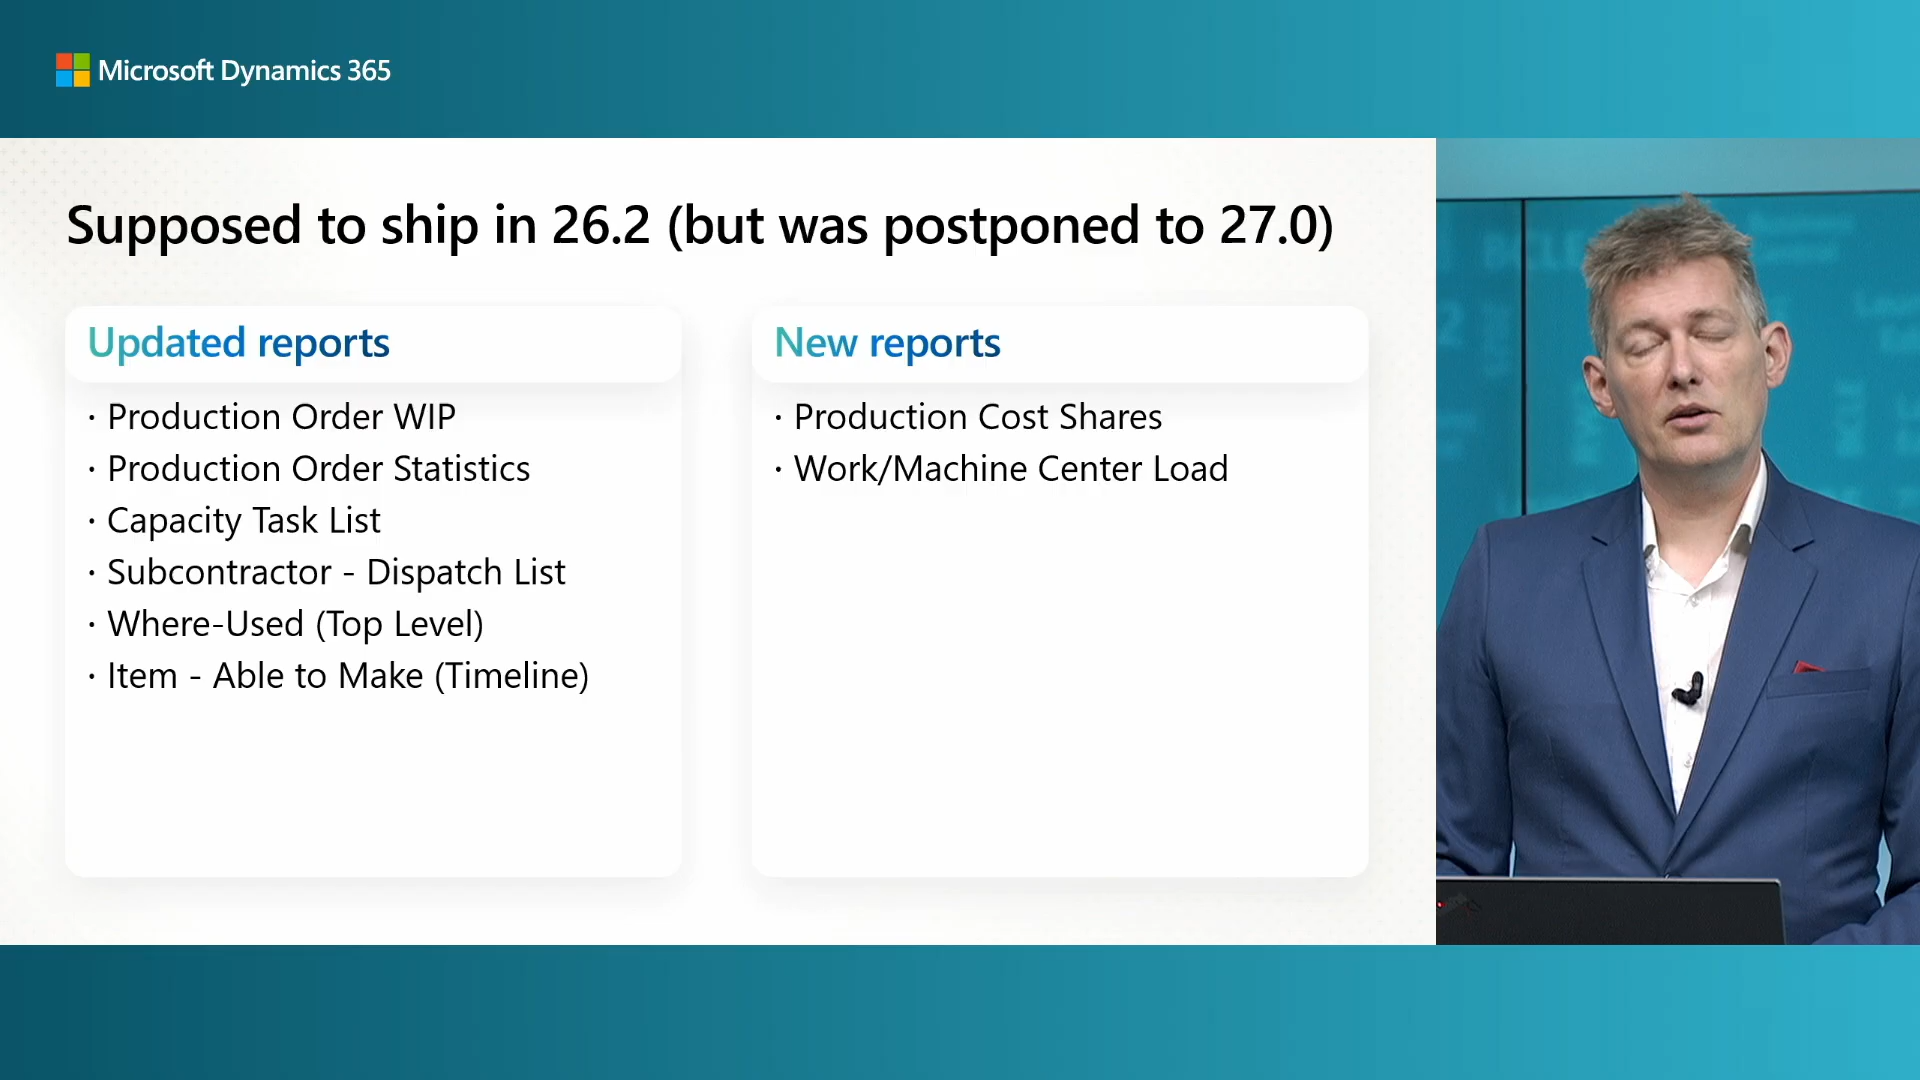 Microsoft Dynamics 365
Supposed to ship in 26.2 (but was postponed to 27.0)
Updated reports
· Production Order WIP
· Production Order Statistics
· Capacity Task List
· Subcontractor - Dispatch List
· Where-Used (Top Level)
· Item - Able to Make (Timeline)
New reports
· Production Cost Shares
· Work/Machine Center Load